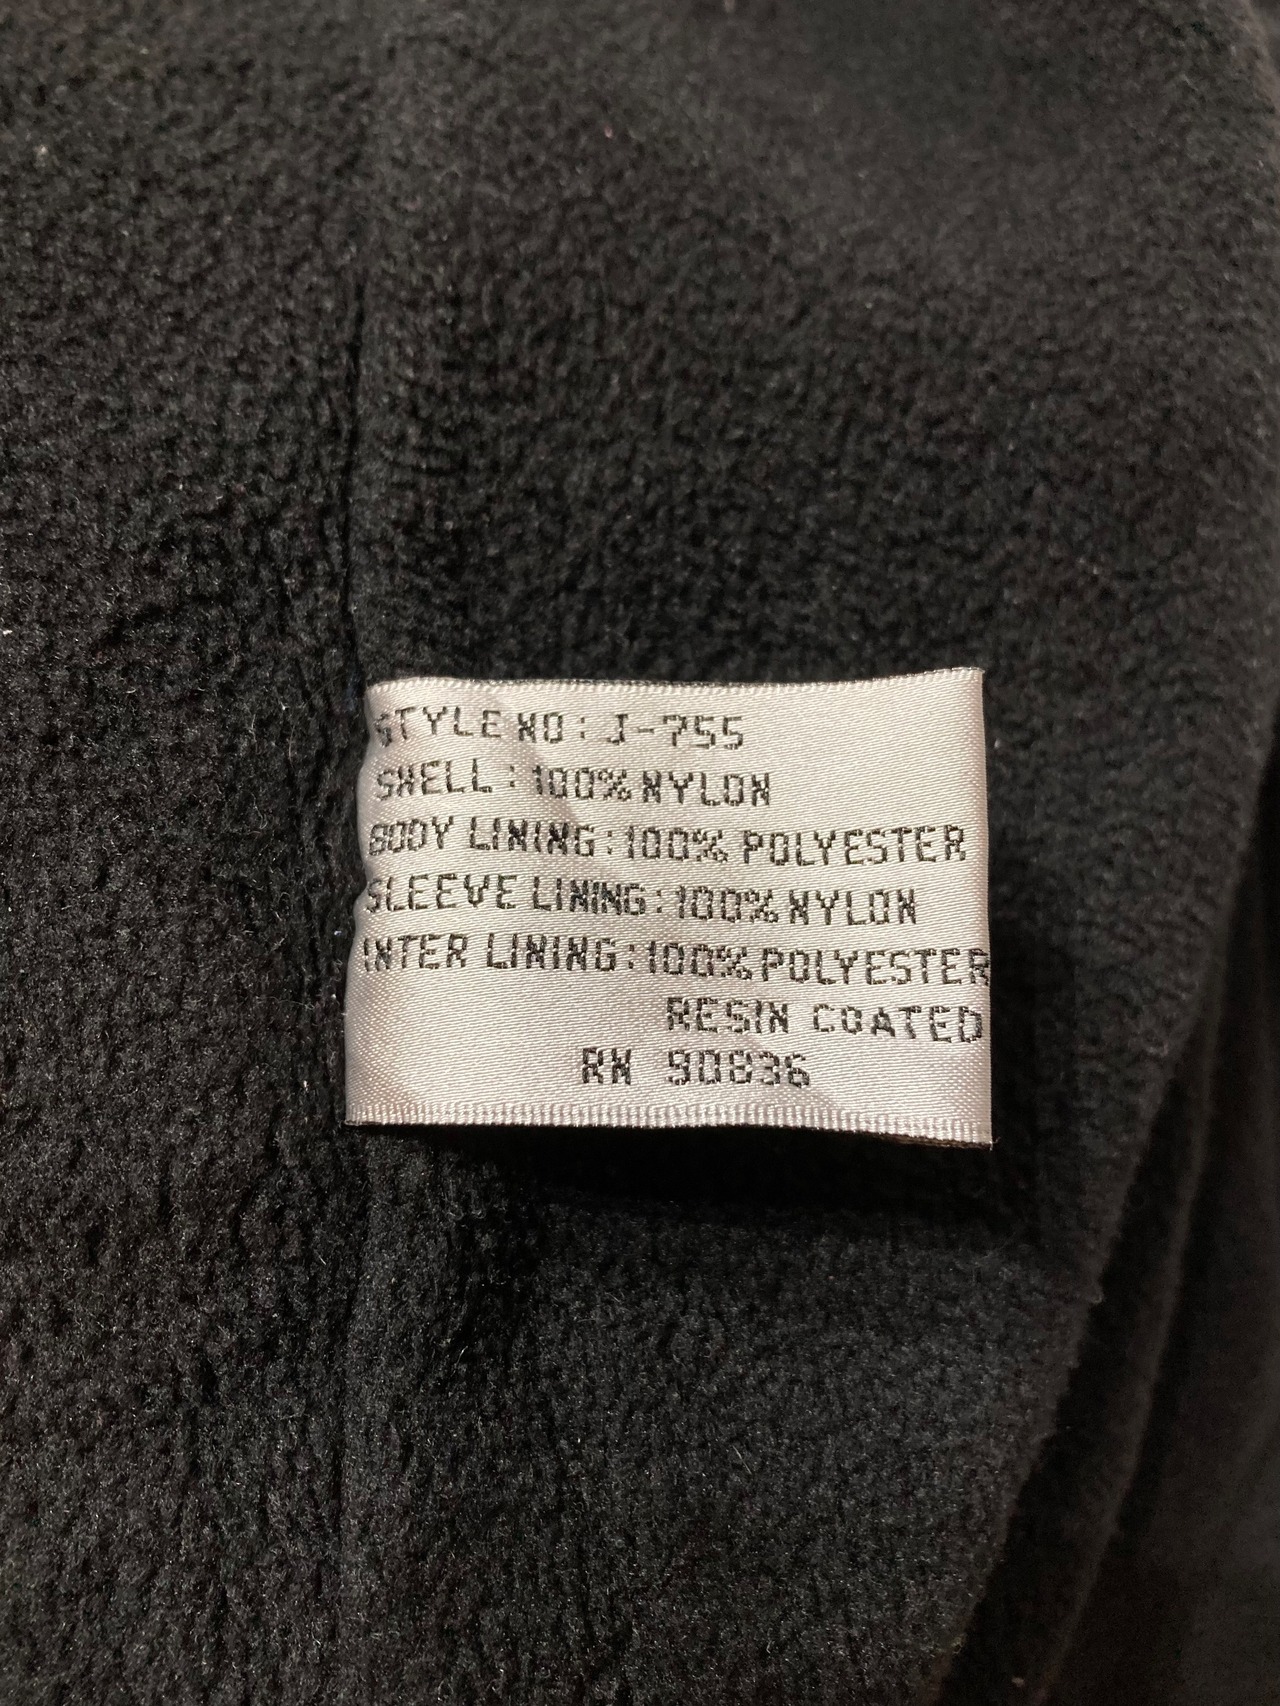 STYLE NO: J-755
SHELL: 100% NYLON
BODY LINING: 100% POLYESTER
SLEEVE LINING: 100% NYLON
INTER LINING: 100% POLYESTER
RESIN COATED
RN 90836